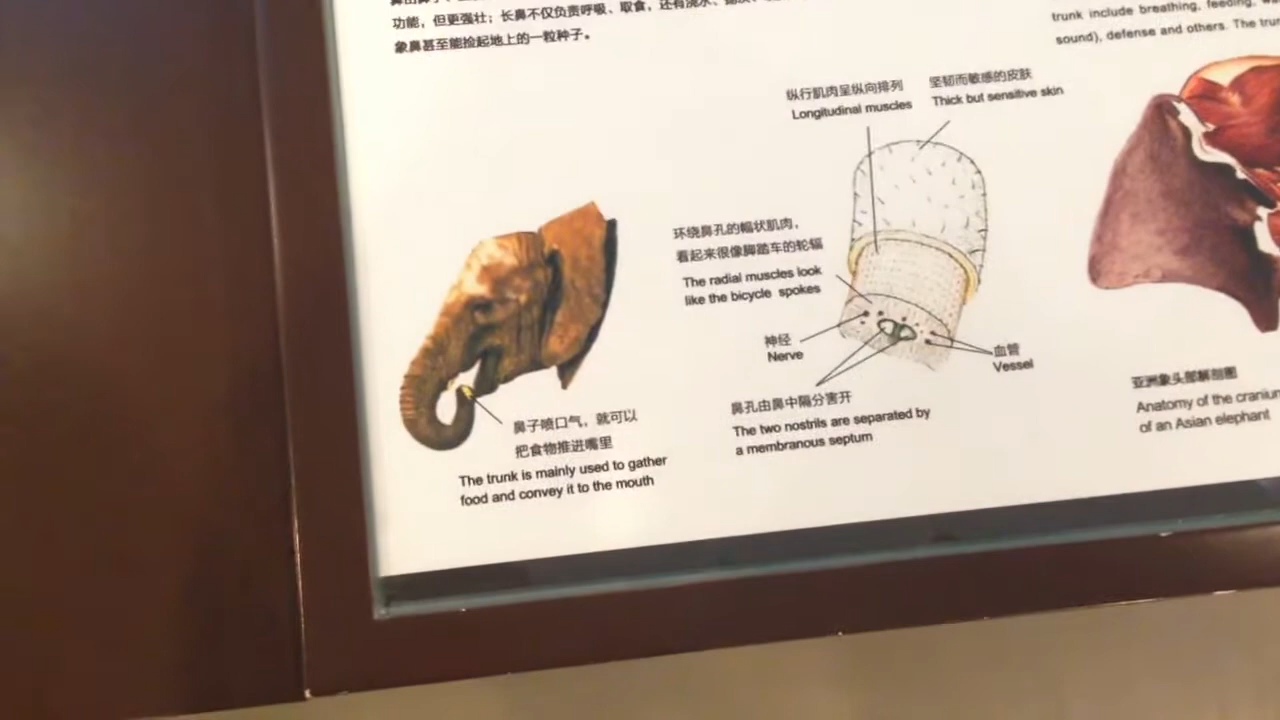 功能，但更强壮；长鼻不仅负责呼吸、取食，还有浇水、
象鼻甚至能捡起地上的一粒种子。
trunk include breathing, feeding,
sound), defense and others. The
纵行肌肉呈纵向排列
Longitudinal muscles
坚韧而敏感的皮肤
Thick but sensitive skin
环绕鼻孔的幅状肌肉，
看起来很像脚踏车的轮辐
The radial muscles look
like the bicycle spokes
神经
Nerve
血管
Vessel
鼻孔由鼻中隔分害开
The two nostrils are separated by
a membranous septum
鼻子喷口气，就可以
把食物推进嘴里
The trunk is mainly used to gather
food and convey it to the mouth
亚洲象头部解剖图
Anatomy of the cranium
of an Asian elephant